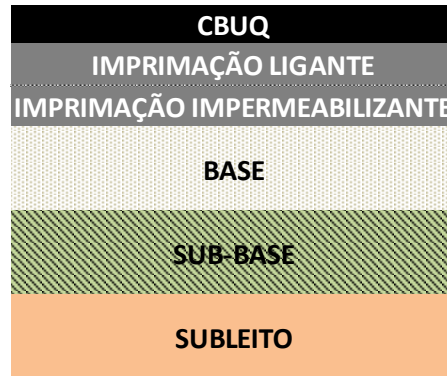 CBUQ
IMPRIMAÇÃO LIGANTE
IMPRIMAÇÃO IMPERMEABILIZANTE
BASE
SUB-BASE
SUBLEITO